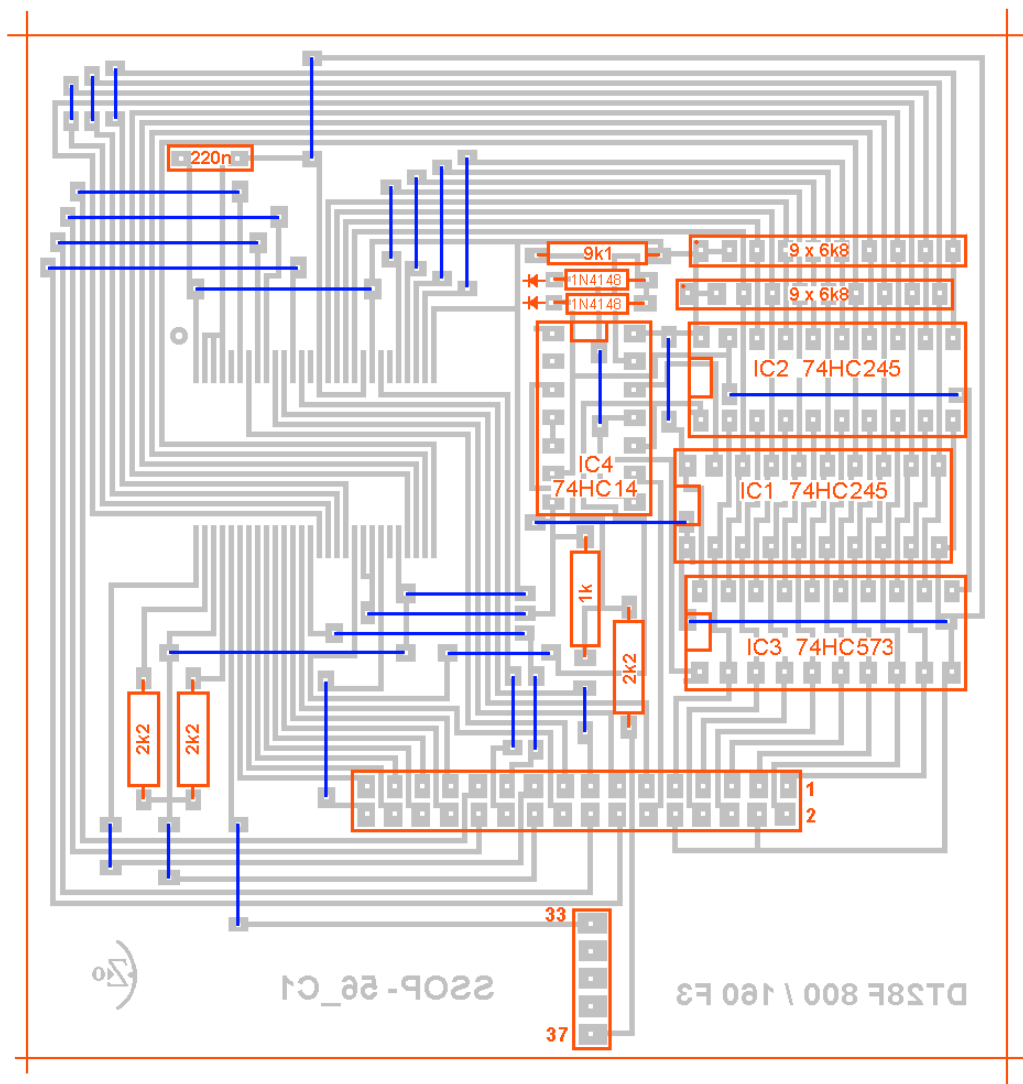 220n
9k1
9 x 6k8
1N4148
9 x 6k8
1N4148
IC2 74HC245
IC4
74HC14
IC1 74HC245
1k
2k2
IC3 74HC573
2k2
2k2
1
2
33
37
SSOP-56_C1
DT28F 800 / 160 F3